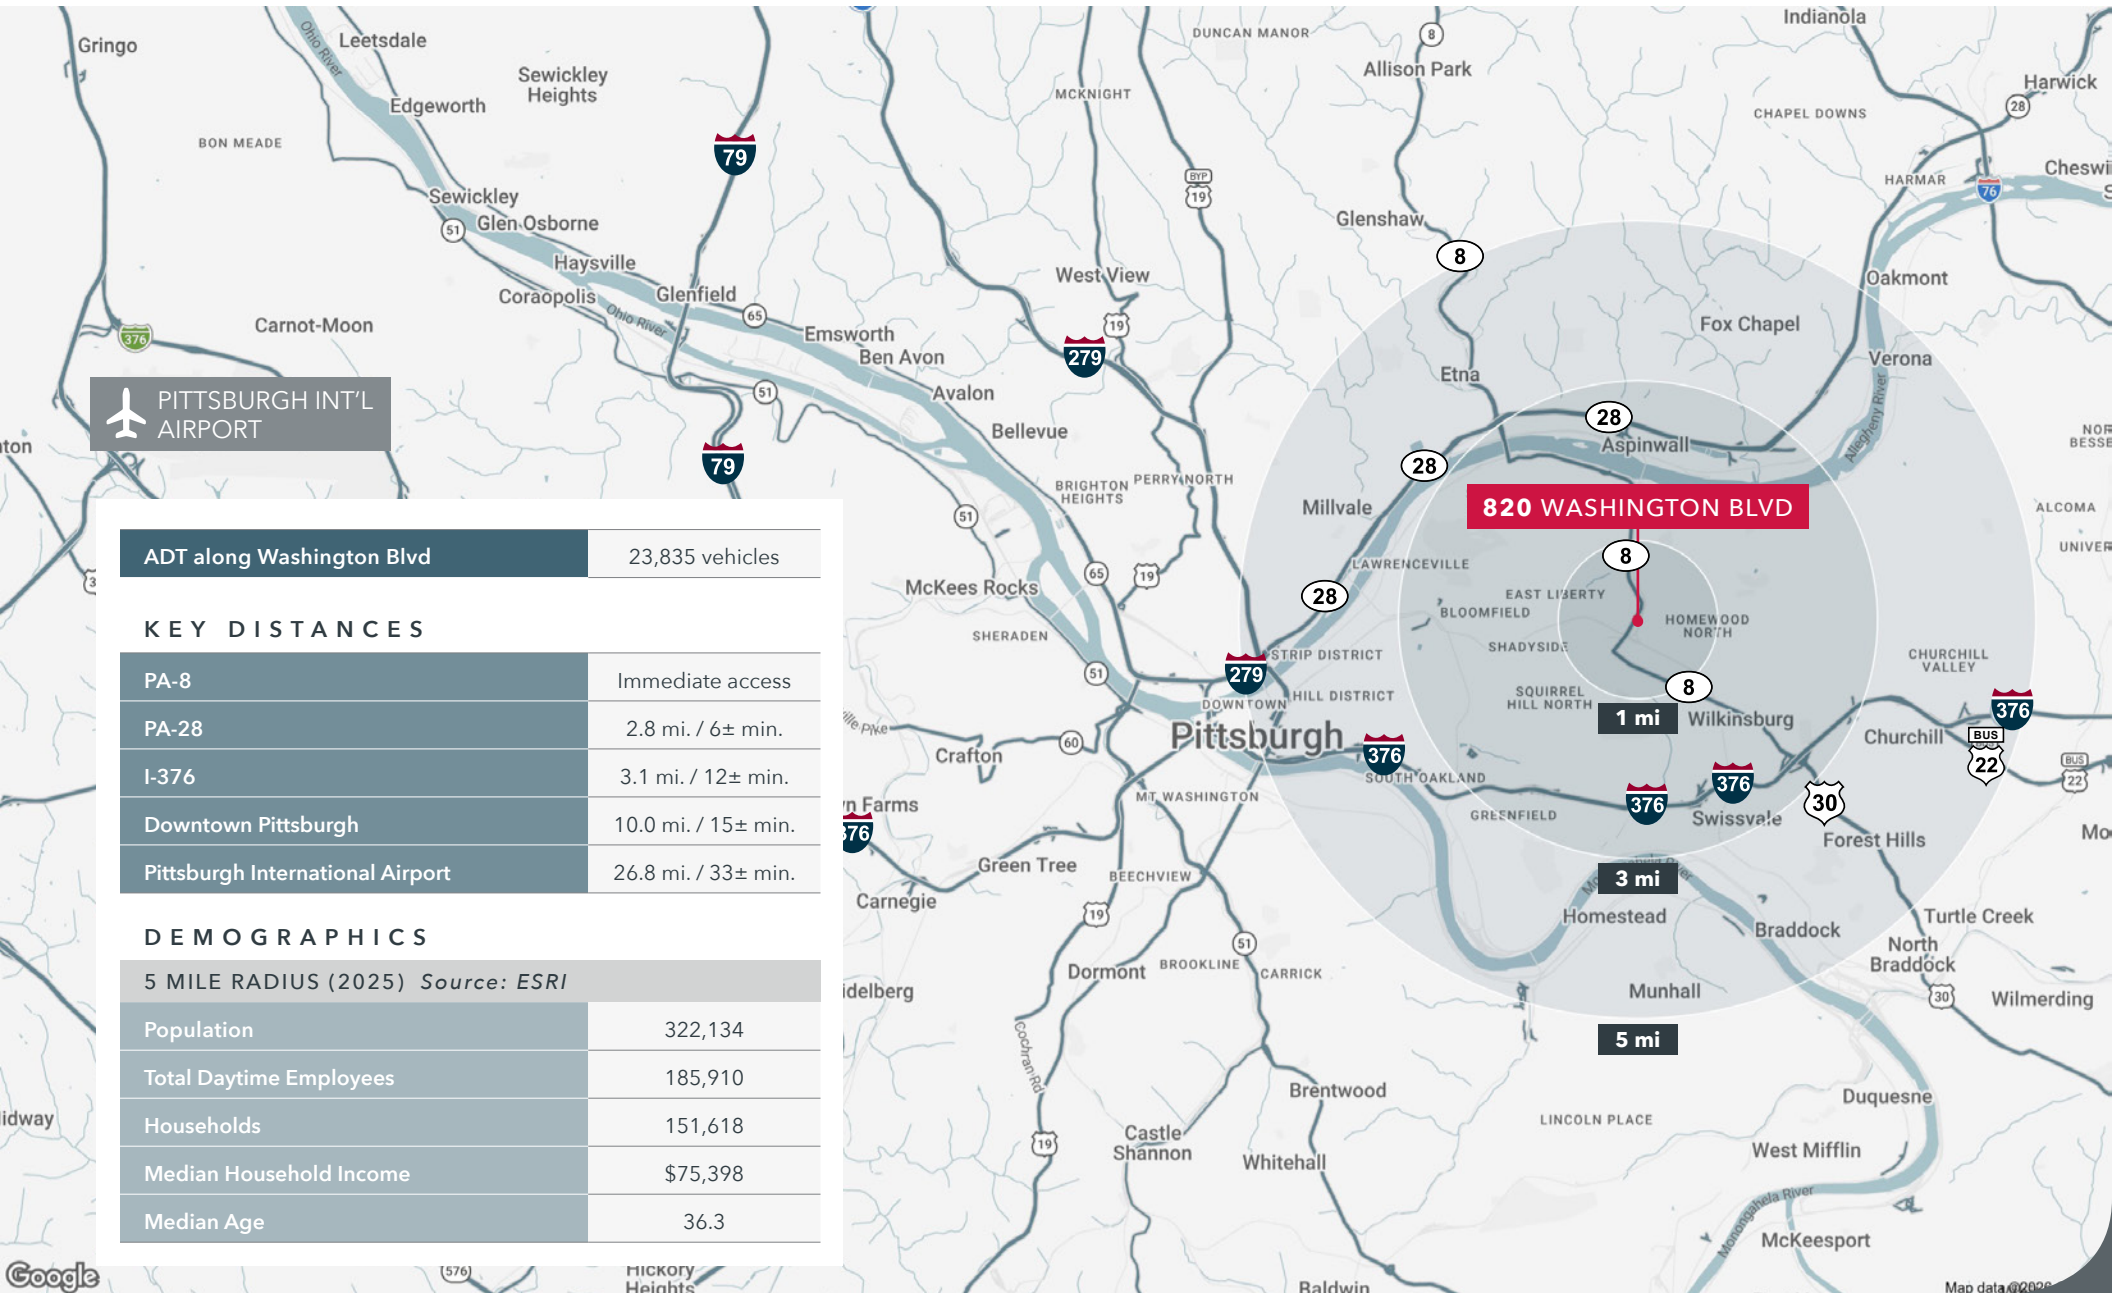 Gringo
Leetsdale
Ohio River
Sewickley
Heights
Edgeworth
BON MEADE
79
Sewickley
51
Glen Osborne
Haysville
Coraopolis
Glenfield
Ohio River
65
Emsworth
Ben Avon
Carnot-Moon
376
PITTSBURGH INT'L
AIRPORT
51
Avalon
Bellevue
79
DUNCAN MANOR
8
Allison Park
MCKNIGHT
BYP
19
Glenshaw
8
West View
19
279
Etna
Indianola
Harwick
28
CHAPEL DOWNS
HARMAR
76
Oakmont
Fox Chapel
Verona
Allegheny River
28
Aspinwall
28
BRIGHTON
HEIGHTS
PERRY NORTH
Millvale
820 WASHINGTON BLVD
ALCOMA
8
LAWRENCEVILLE
28
EAST LIBERTY
BLOOMFIELD
HOMEWOOD
NORTH
SHADYSIDE
51
65
19
McKees Rocks
SHERADEN
51
279
STRIP DISTRICT
HILL DISTRICT
DOWNTOWN
Pittsburgh
SQUIRREL
HILL NORTH
8
1 mi
Wilkinsburg
CHURCHILL
VALLEY
376
Churchill
BUS
22
BUS
22
60
Crafton
376
SOUTH OAKLAND
MT WASHINGTON
GREENFIELD
376
376
Swissvale
30
Forest Hills
Green Tree
BEECHVIEW
Carnegie
3 mi
Homestead
Braddock
Turtle Creek
North
Braddock
19
51
Dormont
BROOKLINE
CARRICK
Munhall
30
Wilmerding
5 mi
Cochran Rd
Brentwood
LINCOLN PLACE
Duquesne
19
Castle
Shannon
Whitehall
West Mifflin
Monongahela River
McKeesport
Baldwin
576
Hickory
Heights
Google
Map data ©2026
ADT along Washington Blvd 23,835 vehicles
KEY DISTANCES
PA-8 Immediate access
PA-28 2.8 mi. / 6± min.
I-376 3.1 mi. / 12± min.
Downtown Pittsburgh 10.0 mi. / 15± min.
Pittsburgh International Airport 26.8 mi. / 33± min.
DEMOGRAPHICS
5 MILE RADIUS (2025) Source: ESRI
Population 322,134
Total Daytime Employees 185,910
Households 151,618
Median Household Income $75,398
Median Age 36.3